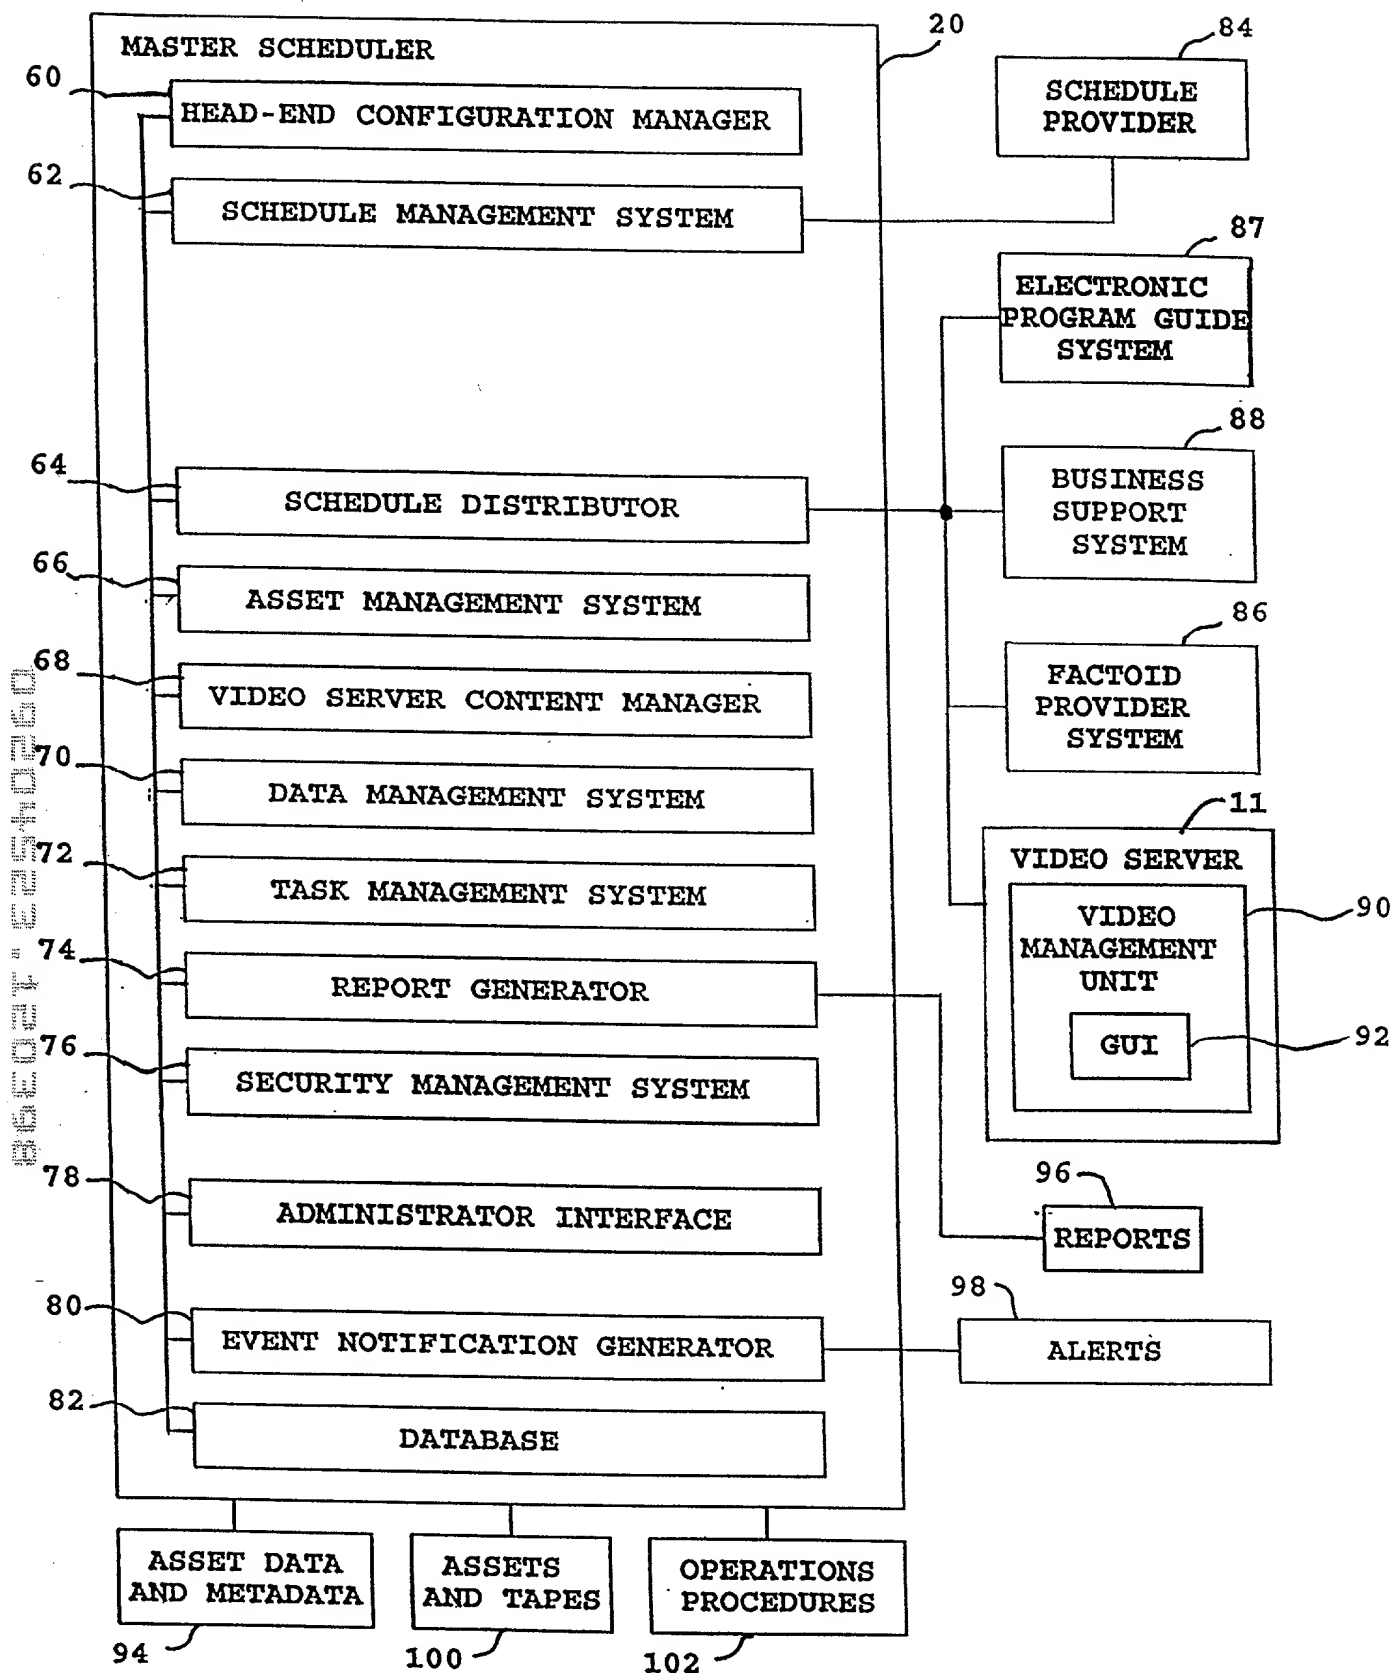 MASTER SCHEDULER
20
84
60
HEAD-END CONFIGURATION MANAGER
SCHEDULE
PROVIDER
62
SCHEDULE MANAGEMENT SYSTEM
87
ELECTRONIC
PROGRAM GUIDE
SYSTEM
88
64
SCHEDULE DISTRIBUTOR
BUSINESS
SUPPORT
SYSTEM
66
ASSET MANAGEMENT SYSTEM
86
68
VIDEO SERVER CONTENT MANAGER
FACTOID
PROVIDER
SYSTEM
70
DATA MANAGEMENT SYSTEM
11
VIDEO SERVER
72
TASK MANAGEMENT SYSTEM
90
VIDEO
MANAGEMENT
UNIT
74
REPORT GENERATOR
GUI
92
76
SECURITY MANAGEMENT SYSTEM
78
ADMINISTRATOR INTERFACE
96
REPORTS
80
EVENT NOTIFICATION GENERATOR
98
ALERTS
82
DATABASE
ASSET DATA
AND METADATA
94
ASSETS
AND TAPES
100
OPERATIONS
PROCEDURES
102